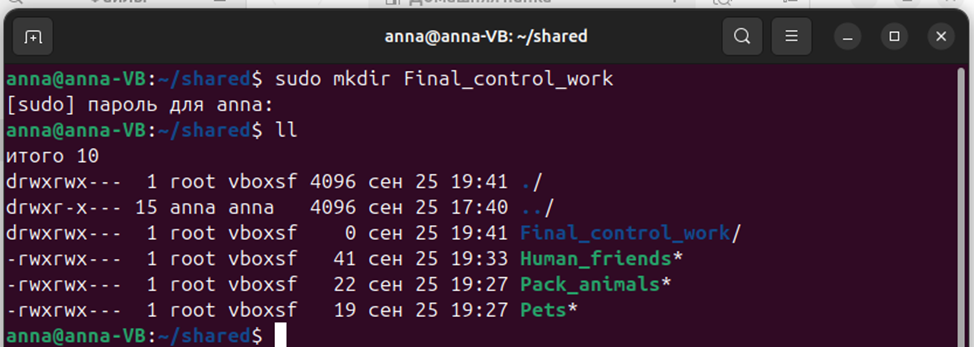 Файлы
Домашняя папка
anna@anna-VB: ~/shared
anna@anna-VB:~/shared$ sudo mkdir Final_control_work
[sudo] пароль для anna:
anna@anna-VB:~/shared$ ll
итого 10
drwxrwx--- 1 root vboxsf 4096 сен 25 19:41 ./
drwxr-x--- 15 anna anna 4096 сен 25 17:40 ../
drwxrwx--- 1 root vboxsf 0 сен 25 19:41 Final_control_work/
-rwxrwx--- 1 root vboxsf 41 сен 25 19:33 Human_friends*
-rwxrwx--- 1 root vboxsf 22 сен 25 19:27 Pack_animals*
-rwxrwx--- 1 root vboxsf 19 сен 25 19:27 Pets*
anna@anna-VB:~/shared$